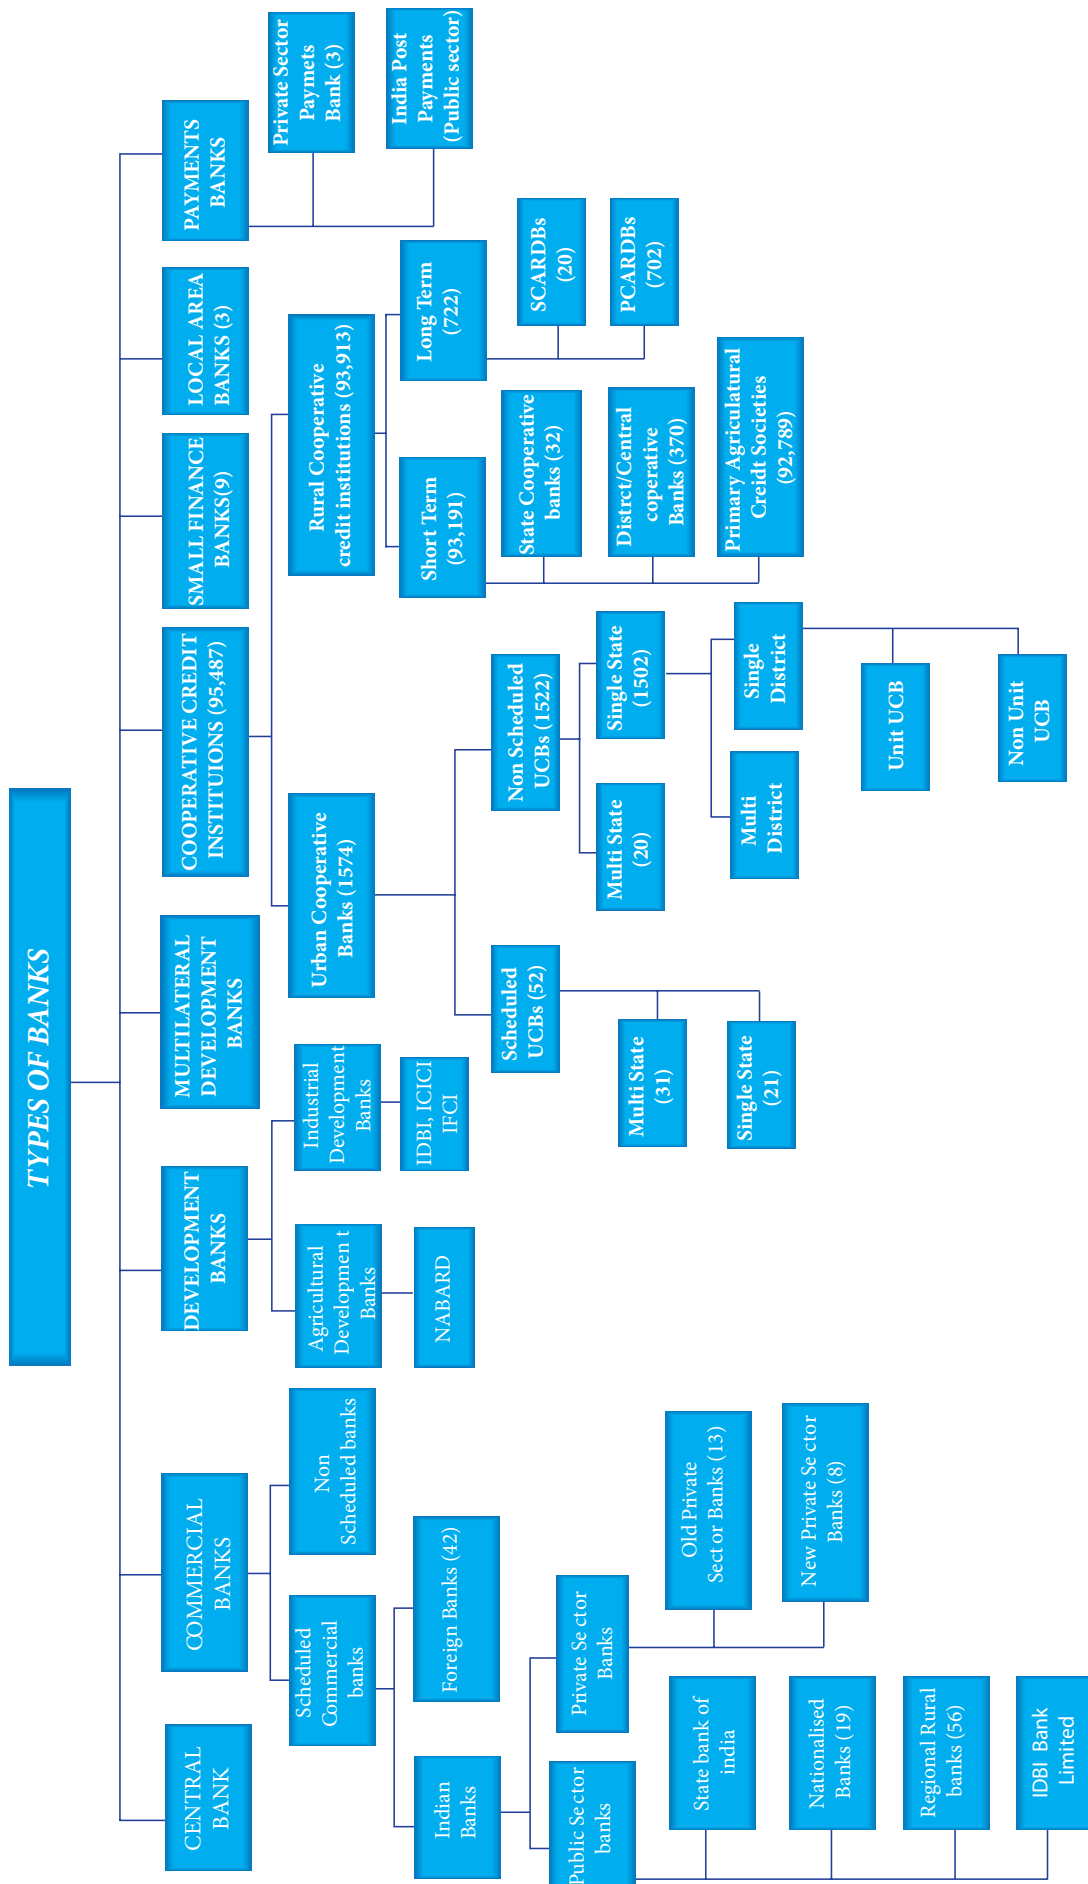 TYPES OF BANKS
CENTRAL
BANK
COMMERCIAL
BANKS
Scheduled
Commercial
banks
Indian
Banks
Public Se ctor
banks
State bank of
india
Nationalised
Banks (19)
Regional Rural
banks (56)
IDBI Bank
Limited
Private Se ctor
Banks
Old Private
Sect or Banks (13)
New Private Se ctor
Banks (8)
Foreign Banks (42)
Non
Scheduled banks
DEVELOPMENT
BANKS
Agricultural
Developmen t
Banks
NABARD
Industrial
Development
Banks
IDBI, ICICI
IFCI
MULTILATERAL
DEVELOPMENT
BANKS
COOPERATIVE CREDIT
INSTITUIONS (95,487)
Urban Cooperative
Banks (1574)
Scheduled
UCBs (52)
Multi State
(31)
Single State
(21)
Non Scheduled
UCBs (1522)
Multi State
(20)
Single State
(1502)
Multi
District
Single
District
Unit UCB
Non Unit
UCB
Rural Cooperative
credit institutions (93,913)
Short Term
(93,191)
State Cooperative
banks (32)
Distrct/Central
coperative
Banks (370)
Primary Agriculatural
Creidt Societies
(92,789)
Long Term
(722)
SCARDBs
(20)
PCARDBs
(702)
SMALL FINANCE
BANKS(9)
LOCAL AREA
BANKS (3)
PAYMENTS
BANKS
Private Sector
Paymets
Bank (3)
India Post
Payments
(Public sector)